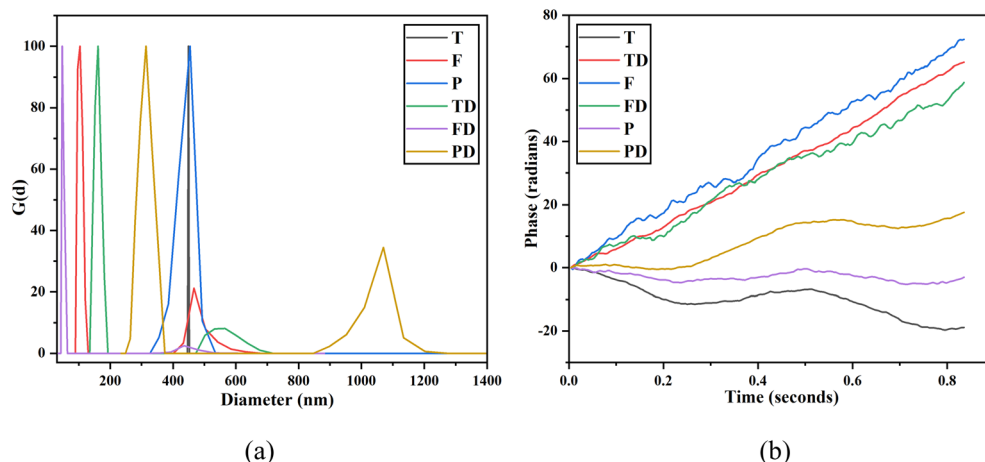 100
80
60
40
20
0
G(d)
T
F
P
TD
FD
PD
200 400 600 800 1000 1200 1400
Diameter (nm)
(a)
80
60
40
20
0
-20
Phase (radians)
T
TD
F
FD
P
PD
0.0 0.2 0.4 0.6 0.8
Time (seconds)
(b)